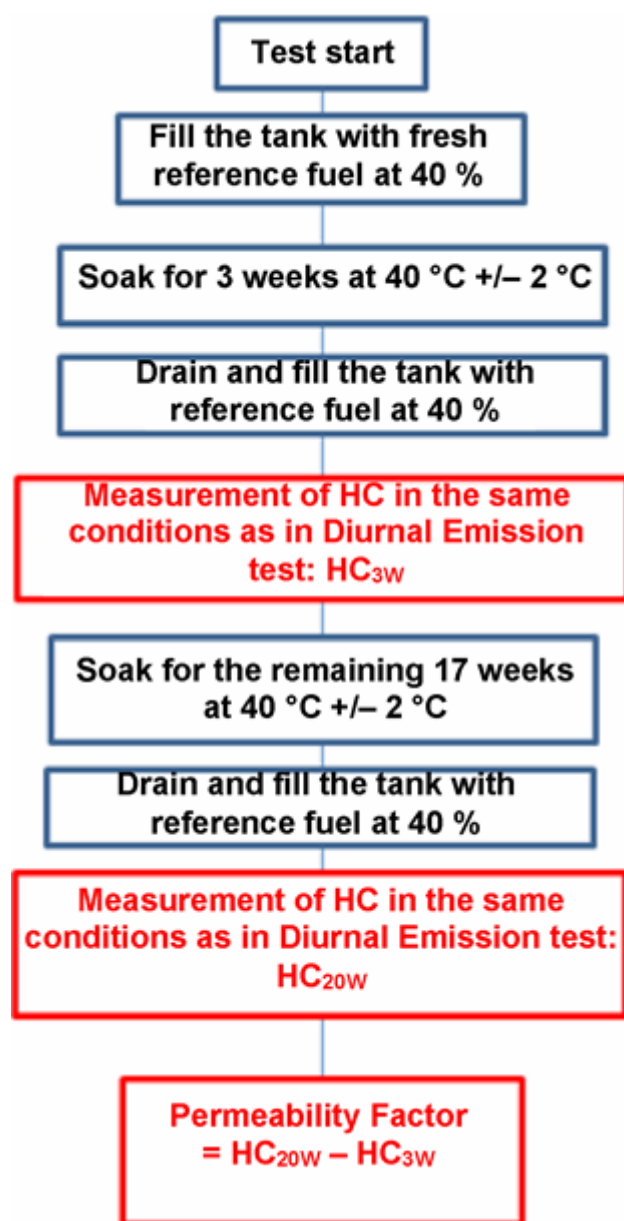 Test start
Fill the tank with fresh
reference fuel at 40 %
Soak for 3 weeks at 40 °C +/– 2 °C
Drain and fill the tank with
reference fuel at 40 %
Measurement of HC in the same
conditions as in Diurnal Emission
test: HC3W
Soak for the remaining 17 weeks
at 40 °C +/– 2 °C
Drain and fill the tank with
reference fuel at 40 %
Measurement of HC in the same
conditions as in Diurnal Emission test:
HC20W
Permeability Factor
= HC20W – HC3W